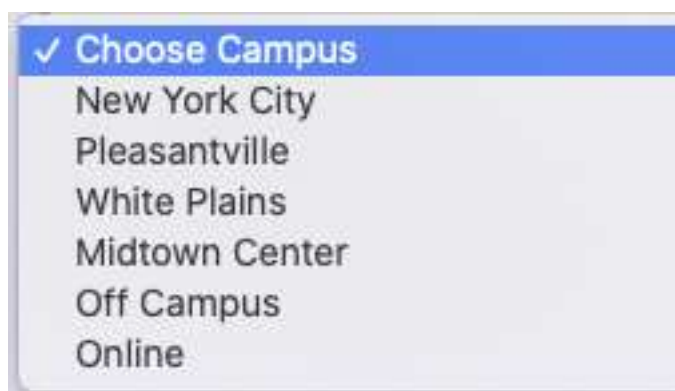 Choose Campus
New York City
Pleasantville
White Plains
Midtown Center
Off Campus
Online